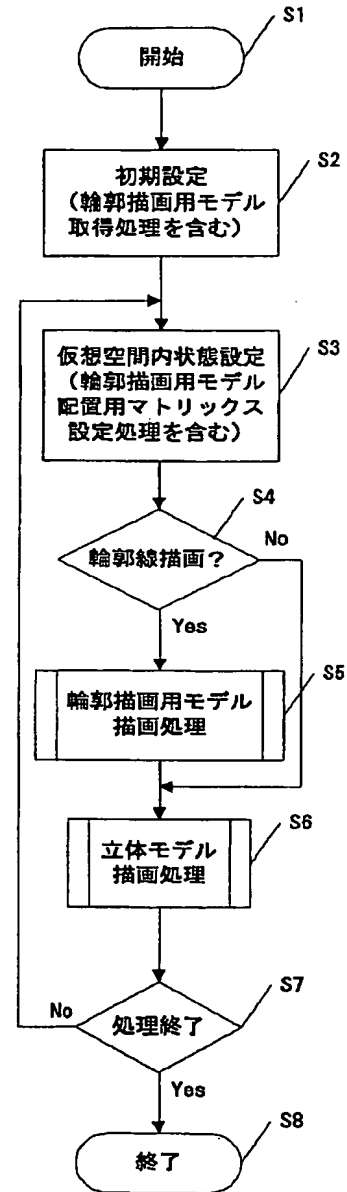 S1
開始
S2
初期設定
(輪郭描画用モデル
取得処理を含む)
S3
仮想空間内状態設定
(輪郭描画用モデル
配置用マトリックス
設定処理を含む)
S4
輪郭線描画?
No
Yes
S5
輪郭描画用モデル
描画処理
S6
立体モデル
描画処理
S7
No
処理終了
Yes
S8
終了